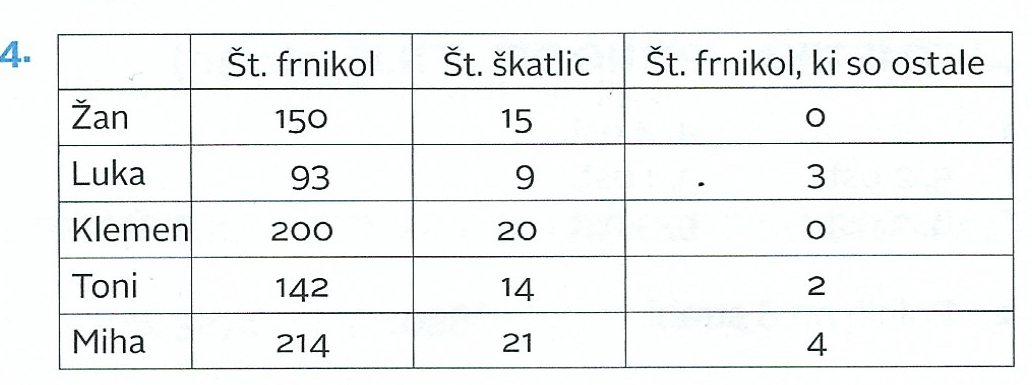 4.
Št. frnikol Št. škatlic Št. frnikol, ki so ostale
Žan 150 15 0
Luka 93 9 3
Klemen 200 20 0
Toni 142 14 2
Miha 214 21 4